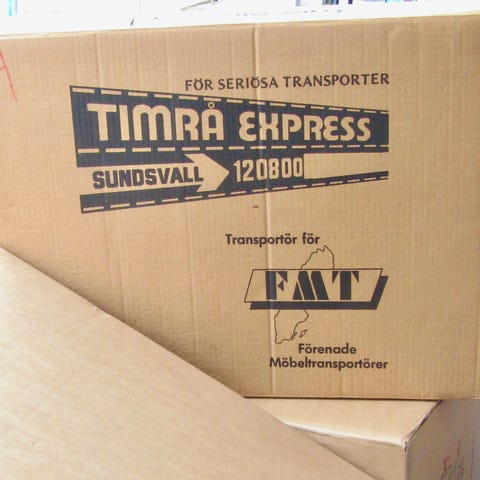 FÖR SERIÖSA TRANSPORTER
TIMRÅ EXPRESS
SUNDSVALL 120800
Transportör för
FMT
Förenade
Möbeltransportörer